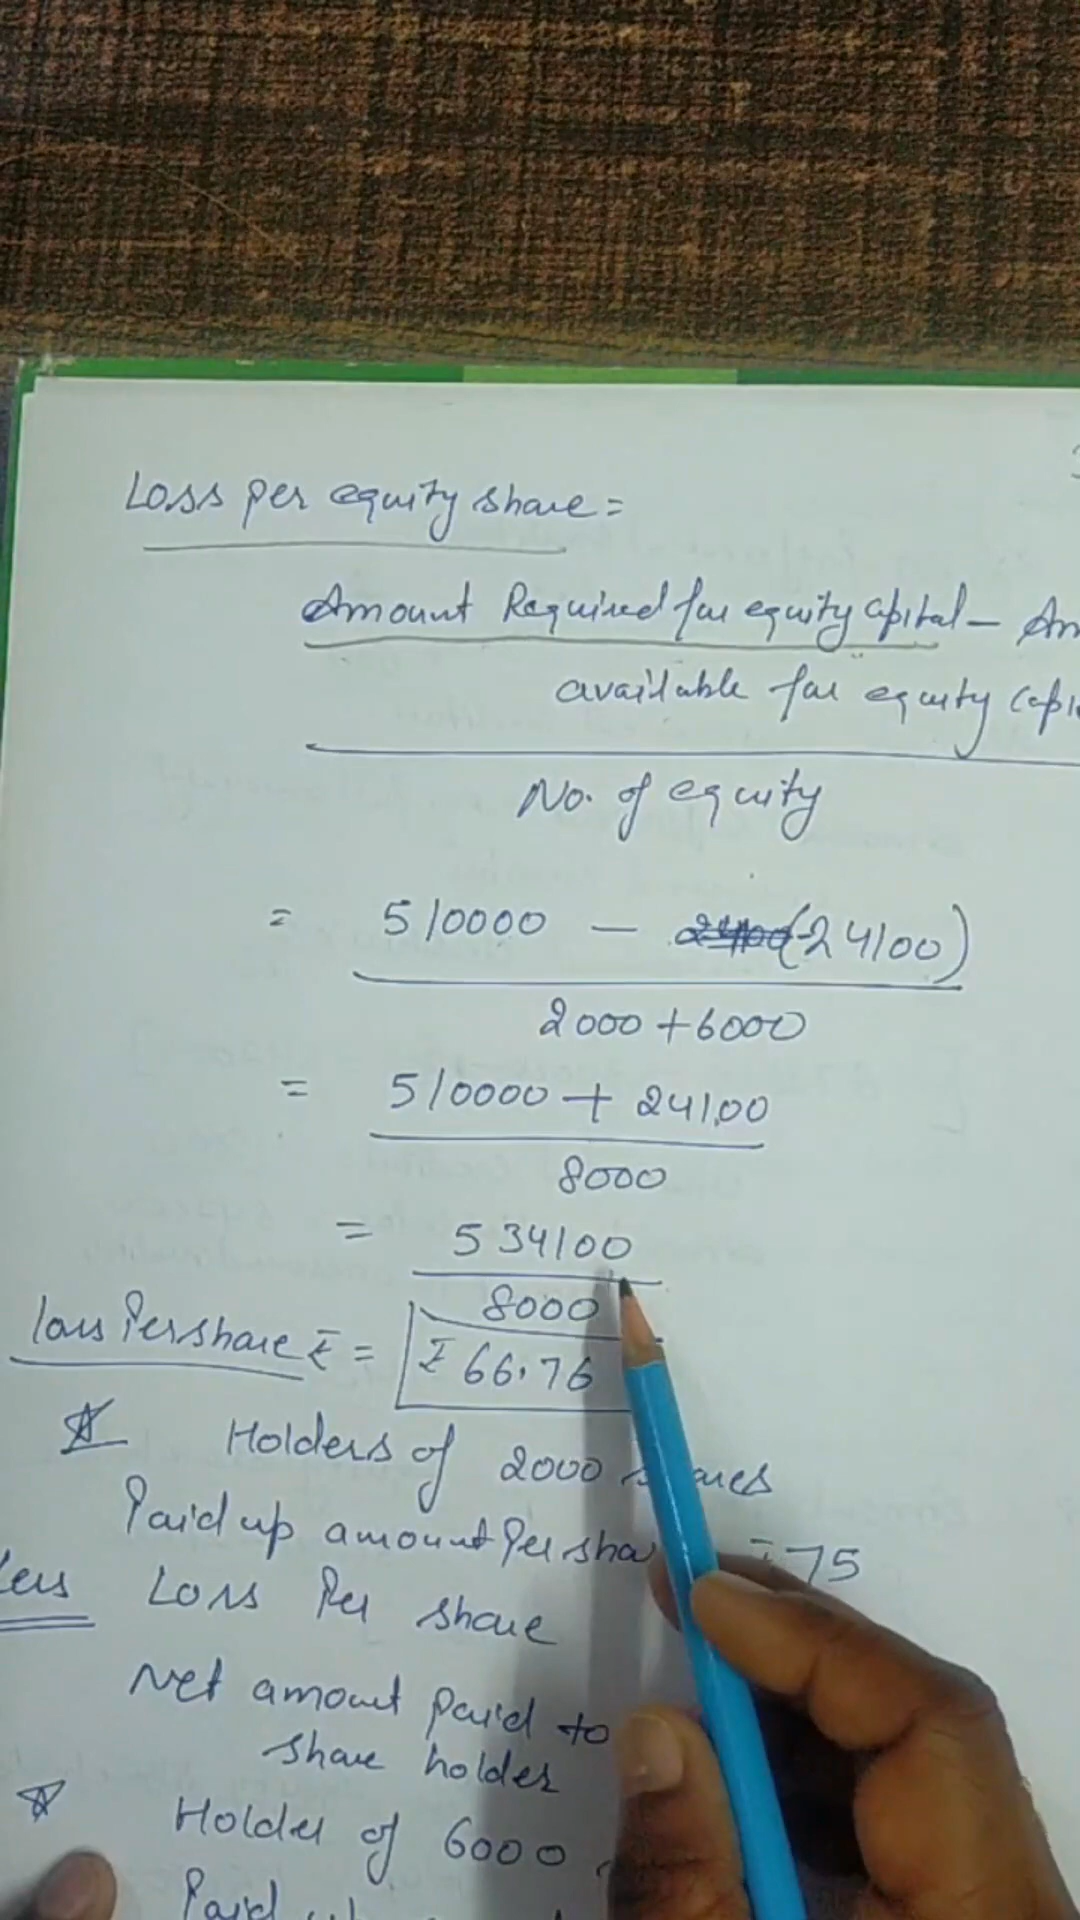 Loss per equity share =
Amount Required for equity capital - Am
available for equity capi
No. of equity
= 510000 - (-24100)
2000 + 6000
= 510000 + 24100
8000
= 534100
8000
loss Per share ₹ = ₹ 66.76
Holders of 2000 shares
Paid up amount Per sha ₹ 75
Loss Per share
Net amount paid to
share holder
Holder of 6000
Paid